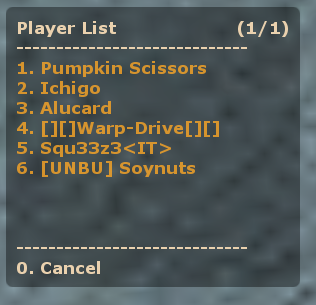 Player List (1/1)
----------------------------
1. Pumpkin Scissors
2. Ichigo
3. Alucard
4. [][]Warp-Drive[][]
5. Squ33z3<IT>
6. [UNBU] Soynuts
----------------------------
0. Cancel